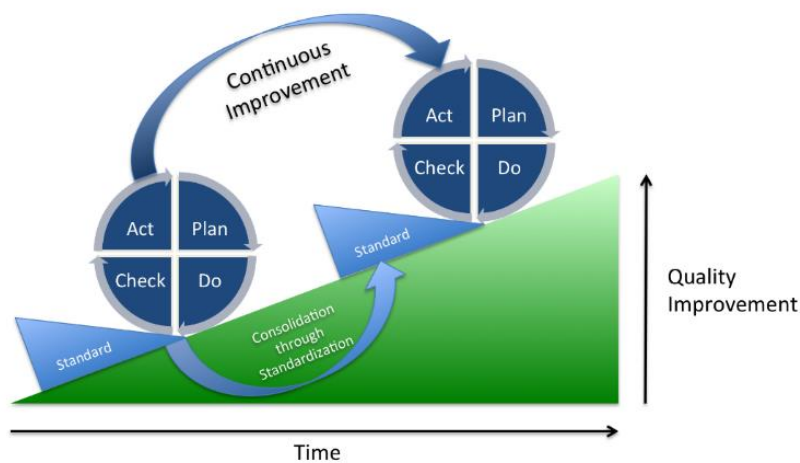 Continuous
Improvement
Act
Plan
Check
Do
Standard
Act
Plan
Check
Do
Standard
Consolidation
through
Standardization
Quality
Improvement
Time